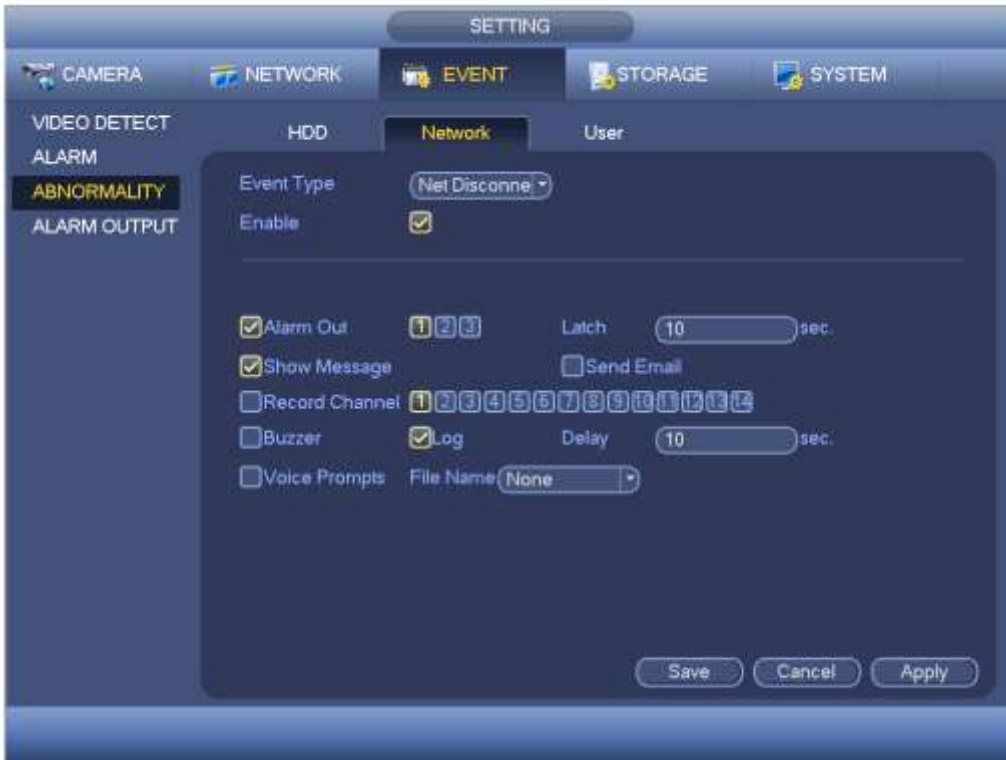 SETTING
CAMERA NETWORK EVENT STORAGE SYSTEM
VIDEO DETECT
ALARM
ABNORMALITY
ALARM OUTPUT
HDD Network User
Event Type Net Disconne
Enable
Alarm Out 1 2 3 Latch 10 sec.
Show Message Send Email
Record Channel 1 2 3 4 5 6 7 8 9 10 11 12 13 14
Buzzer Log Delay 10 sec.
Voice Prompts File Name None
Save Cancel Apply